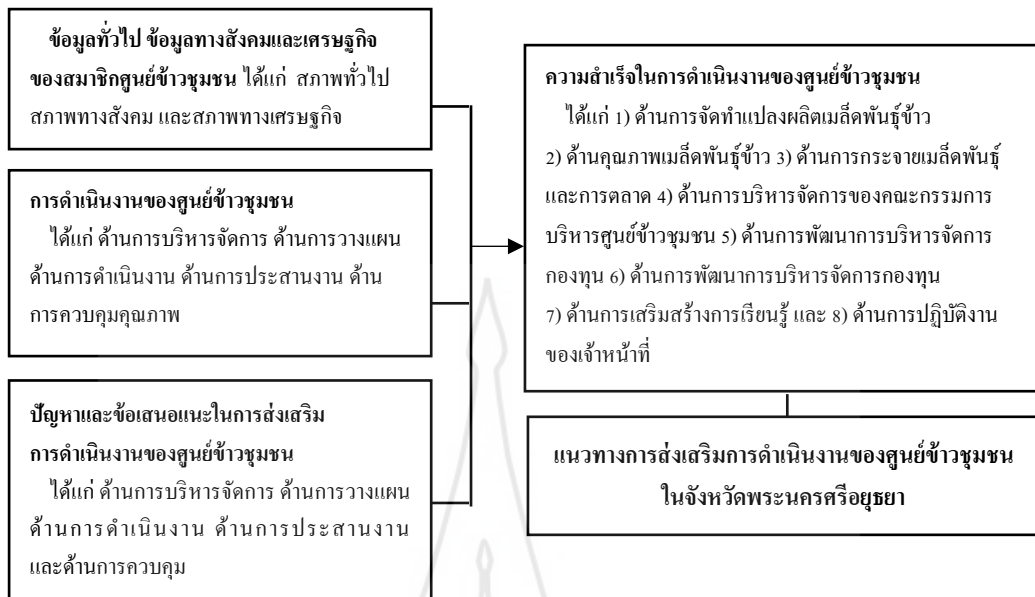 ข้อมูลทั่วไป ข้อมูลทางสังคมและเศรษฐกิจ
ของสมาชิกศูนย์ข้าวชุมชน ได้แก่ สภาพทั่วไป
สภาพทางสังคม และสภาพทางเศรษฐกิจ
การดำเนินงานของศูนย์ข้าวชุมชน
ได้แก่ ด้านการบริหารจัดการ ด้านการวางแผน
ด้านการดำเนินงาน ด้านการประสานงาน ด้าน
การควบคุมคุณภาพ
ปัญหาและข้อเสนอแนะในการส่งเสริม
การดำเนินงานของศูนย์ข้าวชุมชน
ได้แก่ ด้านการบริหารจัดการ ด้านการวางแผน
ด้านการดำเนินงาน ด้านการประสานงาน
และด้านการควบคุม
ความสำเร็จในการดำเนินงานของศูนย์ข้าวชุมชน
ได้แก่ 1) ด้านการจัดทำแปลงผลิตเมล็ดพันธุ์ข้าว
2) ด้านคุณภาพเมล็ดพันธุ์ข้าว 3) ด้านการกระจายเมล็ดพันธุ์
และการตลาด 4) ด้านการบริหารจัดการของคณะกรรมการ
บริหารศูนย์ข้าวชุมชน 5) ด้านการพัฒนาการบริหารจัดการ
กองทุน 6) ด้านการพัฒนาการบริหารจัดการกองทุน
7) ด้านการเสริมสร้างการเรียนรู้ และ 8) ด้านการปฏิบัติงาน
ของเจ้าหน้าที่
แนวทางการส่งเสริมการดำเนินงานของศูนย์ข้าวชุมชน
ในจังหวัดพระนครศรีอยุธยา